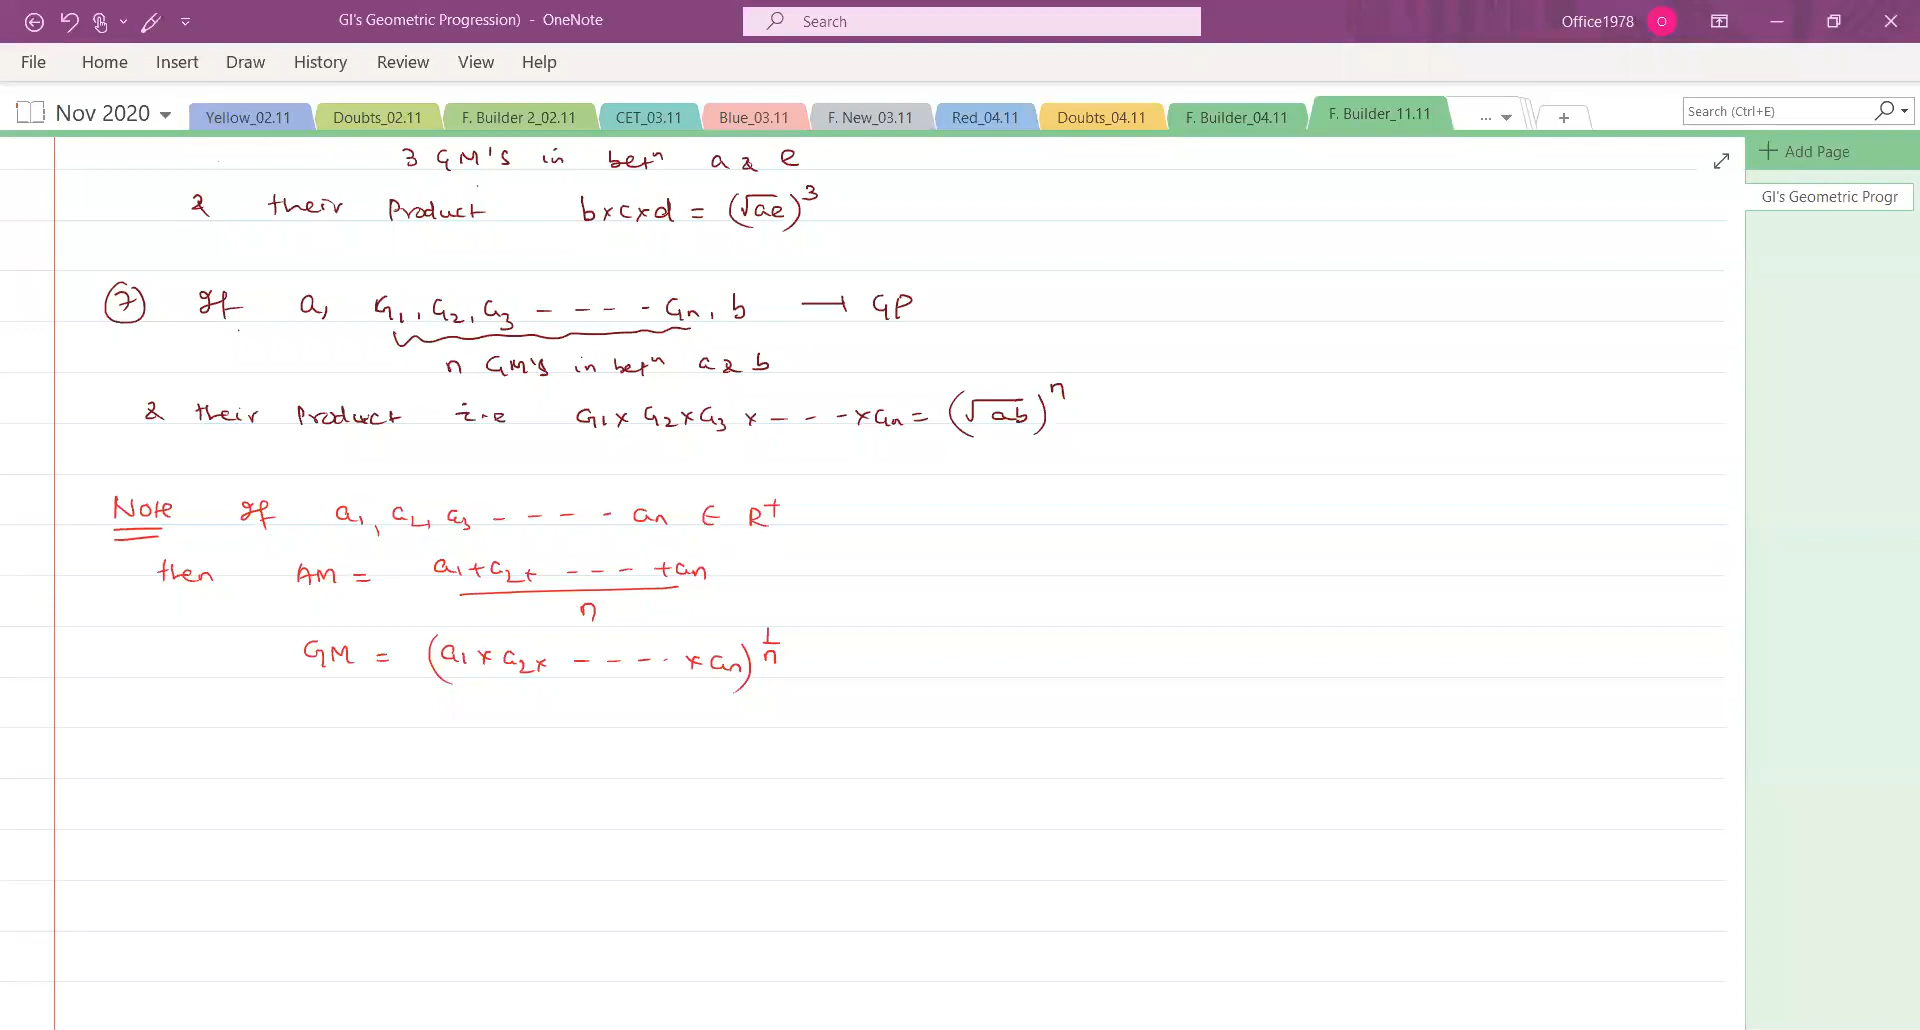 GI's Geometric Progression) - OneNote
Search
Office1978
O
File Home Insert Draw History Review View Help
Nov 2020
Yellow_02.11 Doubts_02.11 F. Builder 2_02.11 CET_03.11 Blue_03.11 F. New_03.11 Red_04.11 Doubts_04.11 F. Builder_04.11 F. Builder_11.11 ... +
Search (Ctrl+E)
Add Page
GI's Geometric Progr
3 GM's in betⁿ a & e
& their Product b×c×d = (√ae)³
⑦ If a, G₁, G₂, G₃ - - - - Gₙ, b → GP
n GM's in betⁿ a & b
& their Product i.e G₁×G₂×G₃ × - - - ×Gₙ = (√ab)ⁿ
Note If a₁, a₂, a₃ - - - - aₙ ∈ R⁺
then AM = (a₁+a₂+ - - - +aₙ)/n
GM = (a₁×a₂× - - - - ×aₙ)^(1/n)